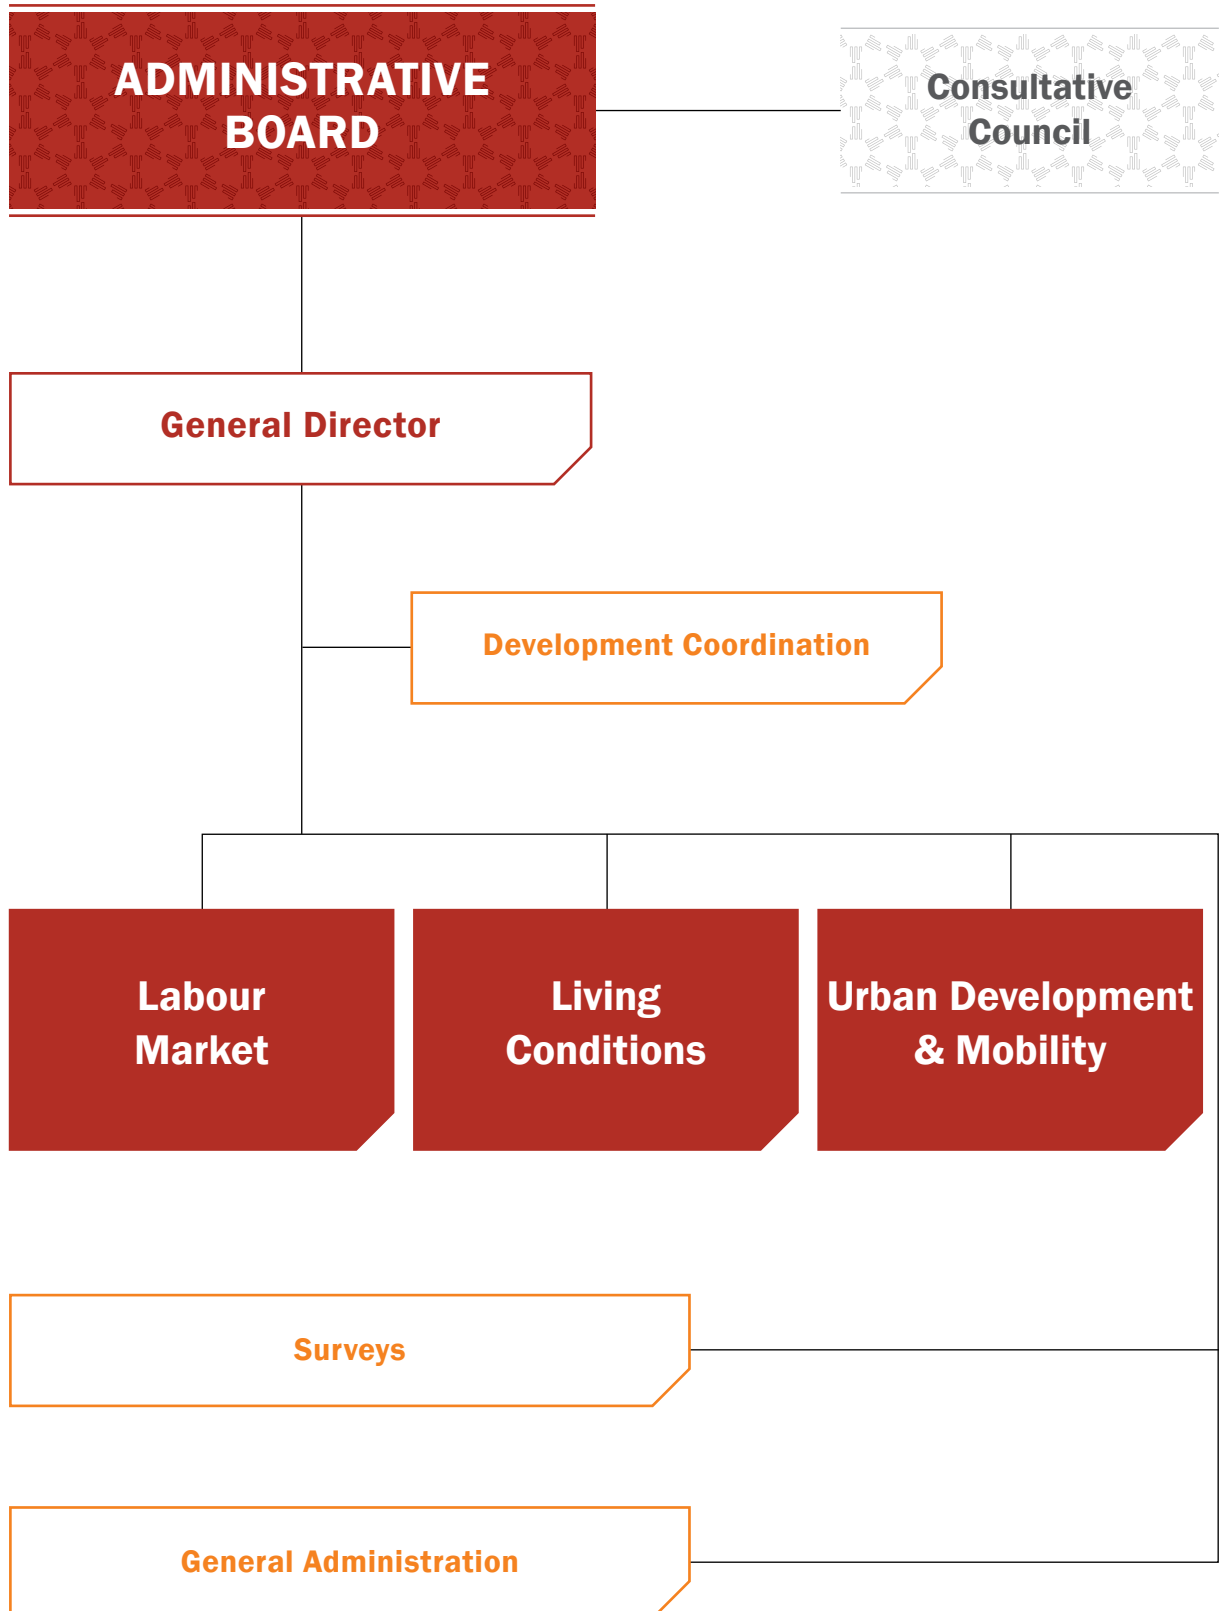 ADMINISTRATIVE
BOARD
Consultative
Council
General Director
Development Coordination
Labour
Market
Living
Conditions
Urban Development
& Mobility
Surveys
General Administration